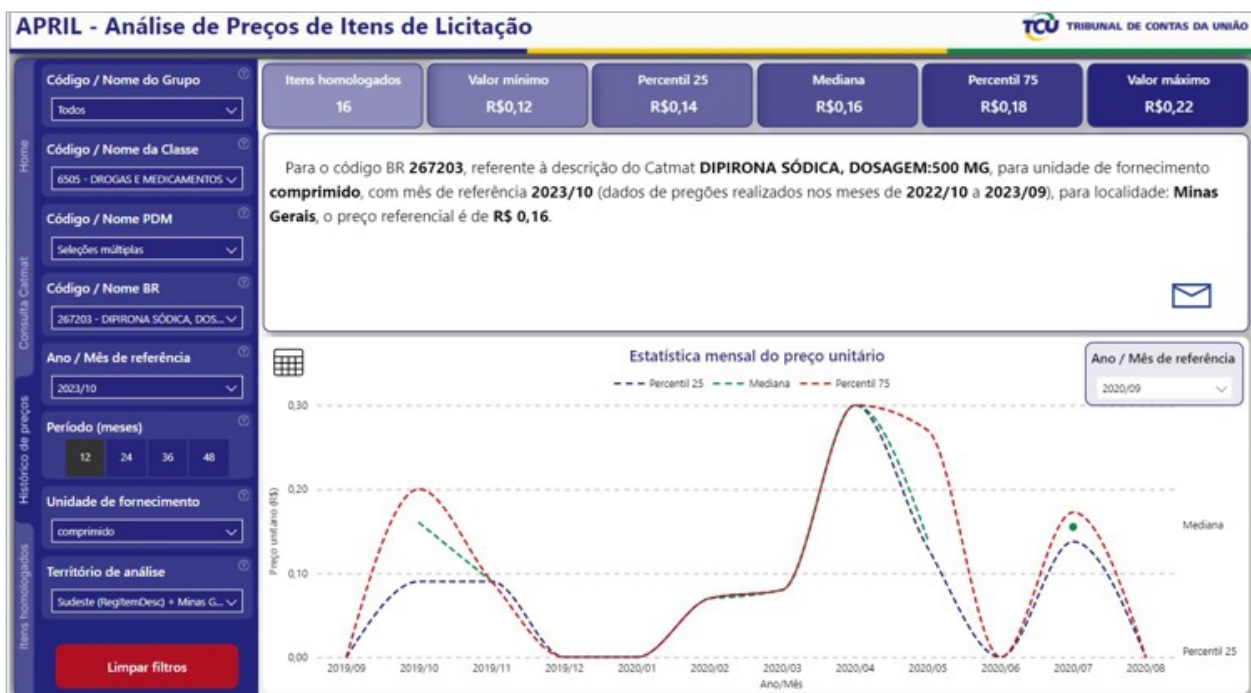 APRIL - Análise de Preços de Itens de Licitação
TCU TRIBUNAL DE CONTAS DA UNIÃO
Home
Consulta Catmat
Histórico de preços
Itens homologados
Código / Nome do Grupo
Todos
Código / Nome da Classe
6505 - DROGAS E MEDICAMENTOS
Código / Nome PDM
Seleções múltiplas
Código / Nome BR
267203 - DIPIRONA SÓDICA, DOS...
Ano / Mês de referência
2023/10
Período (meses)
12 24 36 48
Unidade de fornecimento
comprimido
Território de análise
Sudeste (RegItemDesc) + Minas G...
Limpar filtros
Itens homologados
16
Valor mínimo
R$0,12
Percentil 25
R$0,14
Mediana
R$0,16
Percentil 75
R$0,18
Valor máximo
R$0,22
Para o código BR 267203, referente à descrição do Catmat DIPIRONA SÓDICA, DOSAGEM:500 MG, para unidade de fornecimento
comprimido, com mês de referência 2023/10 (dados de pregões realizados nos meses de 2022/10 a 2023/09), para localidade: Minas
Gerais, o preço referencial é de R$ 0,16.
Estatística mensal do preço unitário
Percentil 25 Mediana Percentil 75
Ano / Mês de referência
2020/09
Preço unitário (R$)
0,30
0,20
0,10
0,00
Mediana
Percentil 25
2019/09 2019/10 2019/11 2019/12 2020/01 2020/02 2020/03 2020/04 2020/05 2020/06 2020/07 2020/08
Ano/Mês